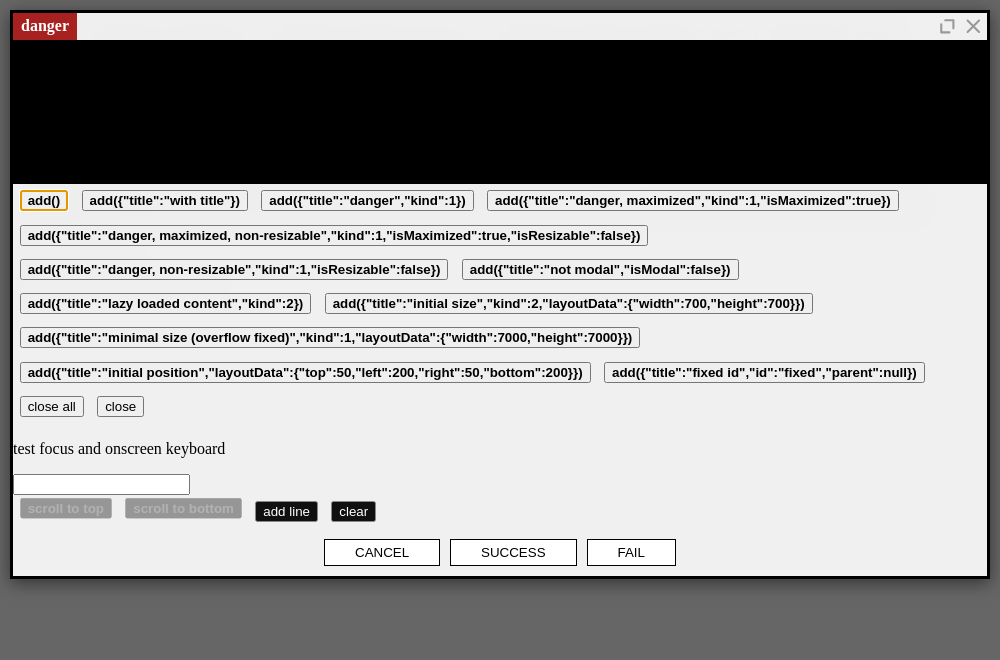 danger
add() add({"title":"with title"}) add({"title":"danger","kind":1}) add({"title":"danger, maximized","kind":1,"isMaximized":true})
add({"title":"danger, maximized, non-resizable","kind":1,"isMaximized":true,"isResizable":false})
add({"title":"danger, non-resizable","kind":1,"isResizable":false}) add({"title":"not modal","isModal":false})
add({"title":"lazy loaded content","kind":2}) add({"title":"initial size","kind":2,"layoutData":{"width":700,"height":700}})
add({"title":"minimal size (overflow fixed)","kind":1,"layoutData":{"width":7000,"height":7000}})
add({"title":"initial position","layoutData":{"top":50,"left":200,"right":50,"bottom":200}}) add({"title":"fixed id","id":"fixed","parent":null})
close all close
test focus and onscreen keyboard
scroll to top scroll to bottom add line clear
CANCEL SUCCESS FAIL